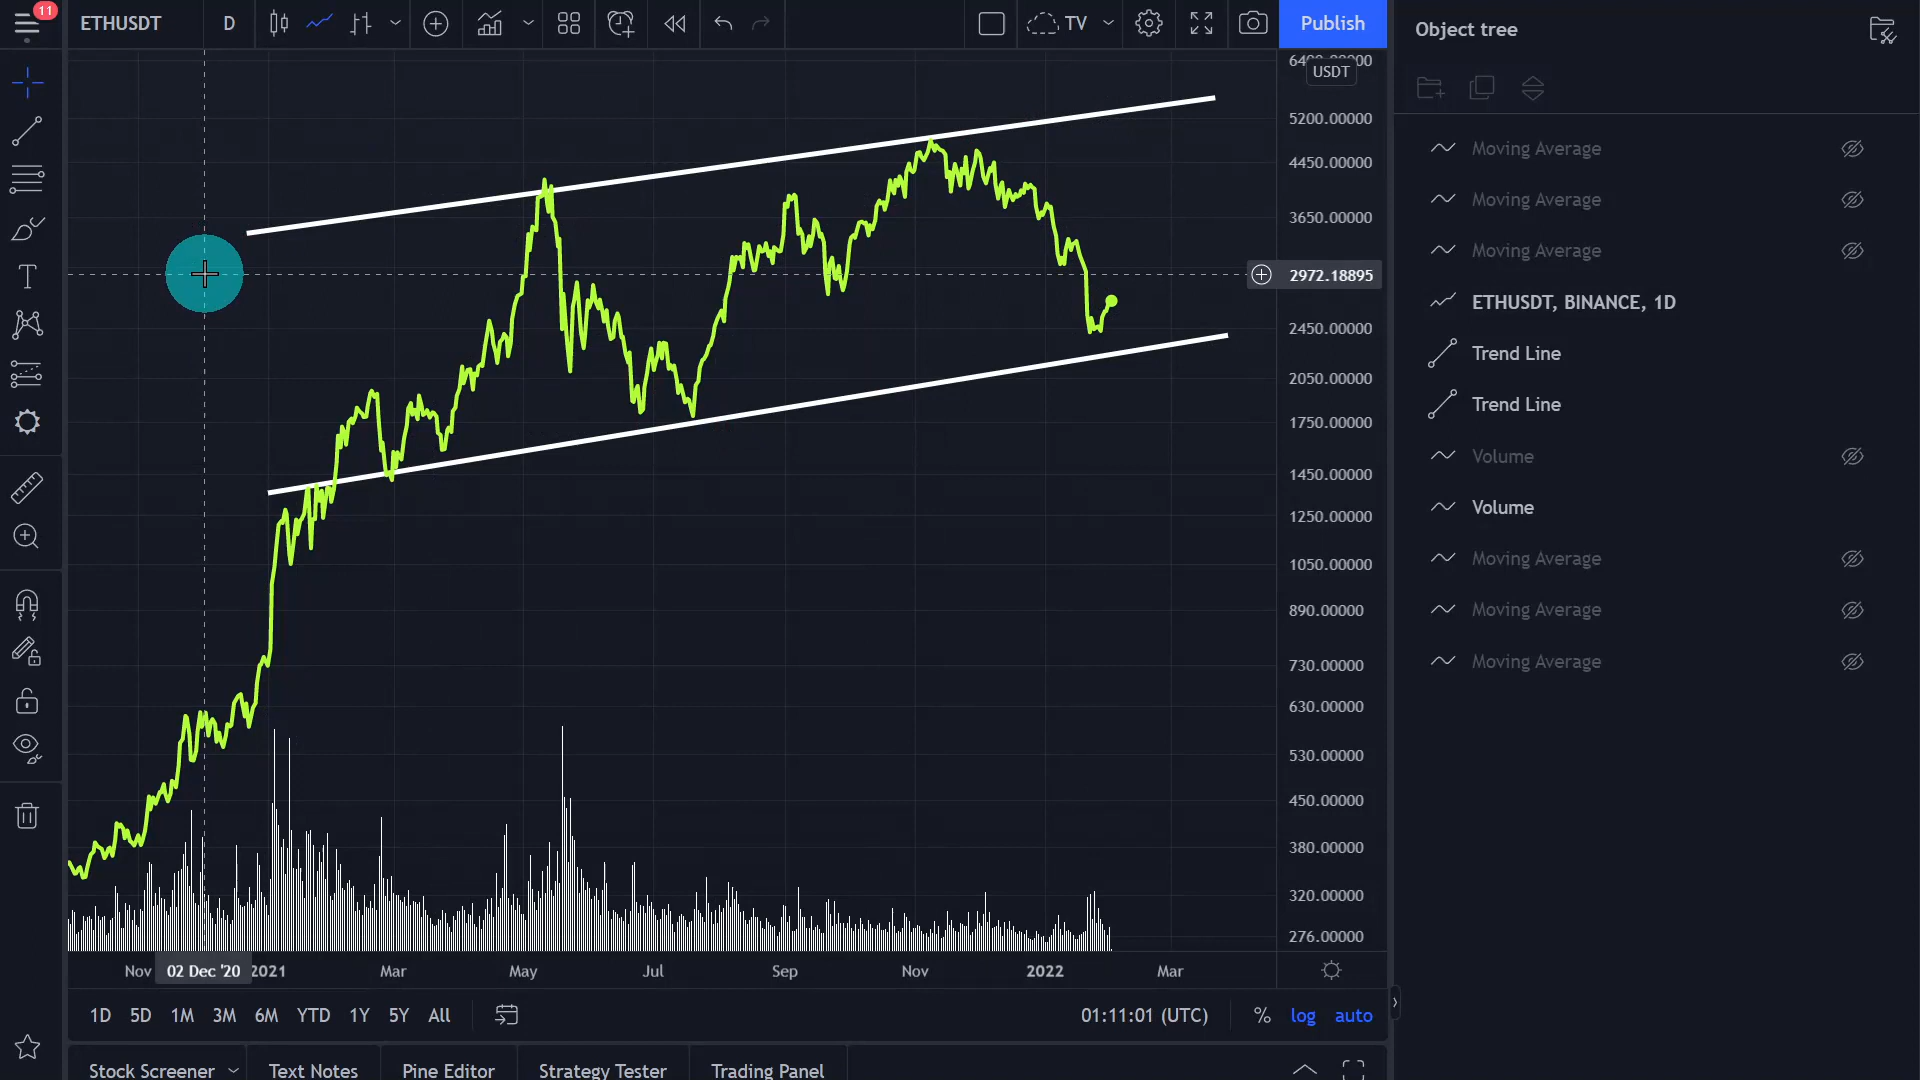 11
ETHUSDT
D
TV
Publish
Object tree
USDT
5200.00000
4450.00000
3650.00000
2972.18895
2450.00000
2050.00000
1750.00000
1450.00000
1250.00000
1050.00000
890.00000
730.00000
630.00000
530.00000
450.00000
380.00000
320.00000
276.00000
Moving Average
Moving Average
Moving Average
ETHUSDT, BINANCE, 1D
Trend Line
Trend Line
Volume
Volume
Moving Average
Moving Average
Moving Average
Nov 02 Dec '20 2021 Mar May Jul Sep Nov 2022 Mar
1D 5D 1M 3M 6M YTD 1Y 5Y All
01:11:01 (UTC) % log auto
Stock Screener Text Notes Pine Editor Strategy Tester Trading Panel